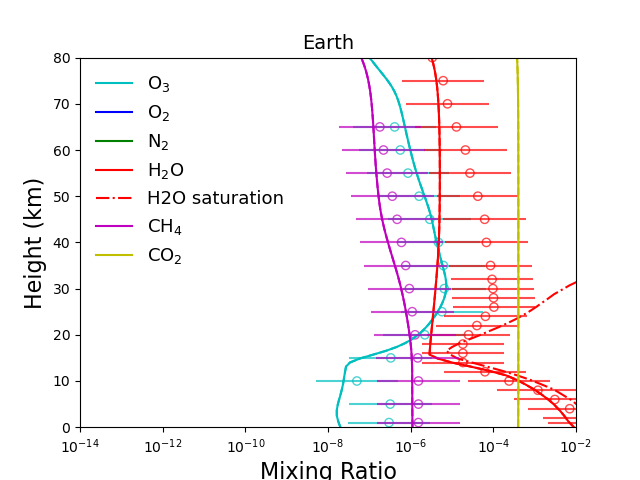 Earth
80
70
60
50
40
30
20
10
0
Height (km)
O₃
O₂
N₂
H₂O
H2O saturation
CH₄
CO₂
10⁻¹⁴ 10⁻¹² 10⁻¹⁰ 10⁻⁸ 10⁻⁶ 10⁻⁴ 10⁻²
Mixing Ratio